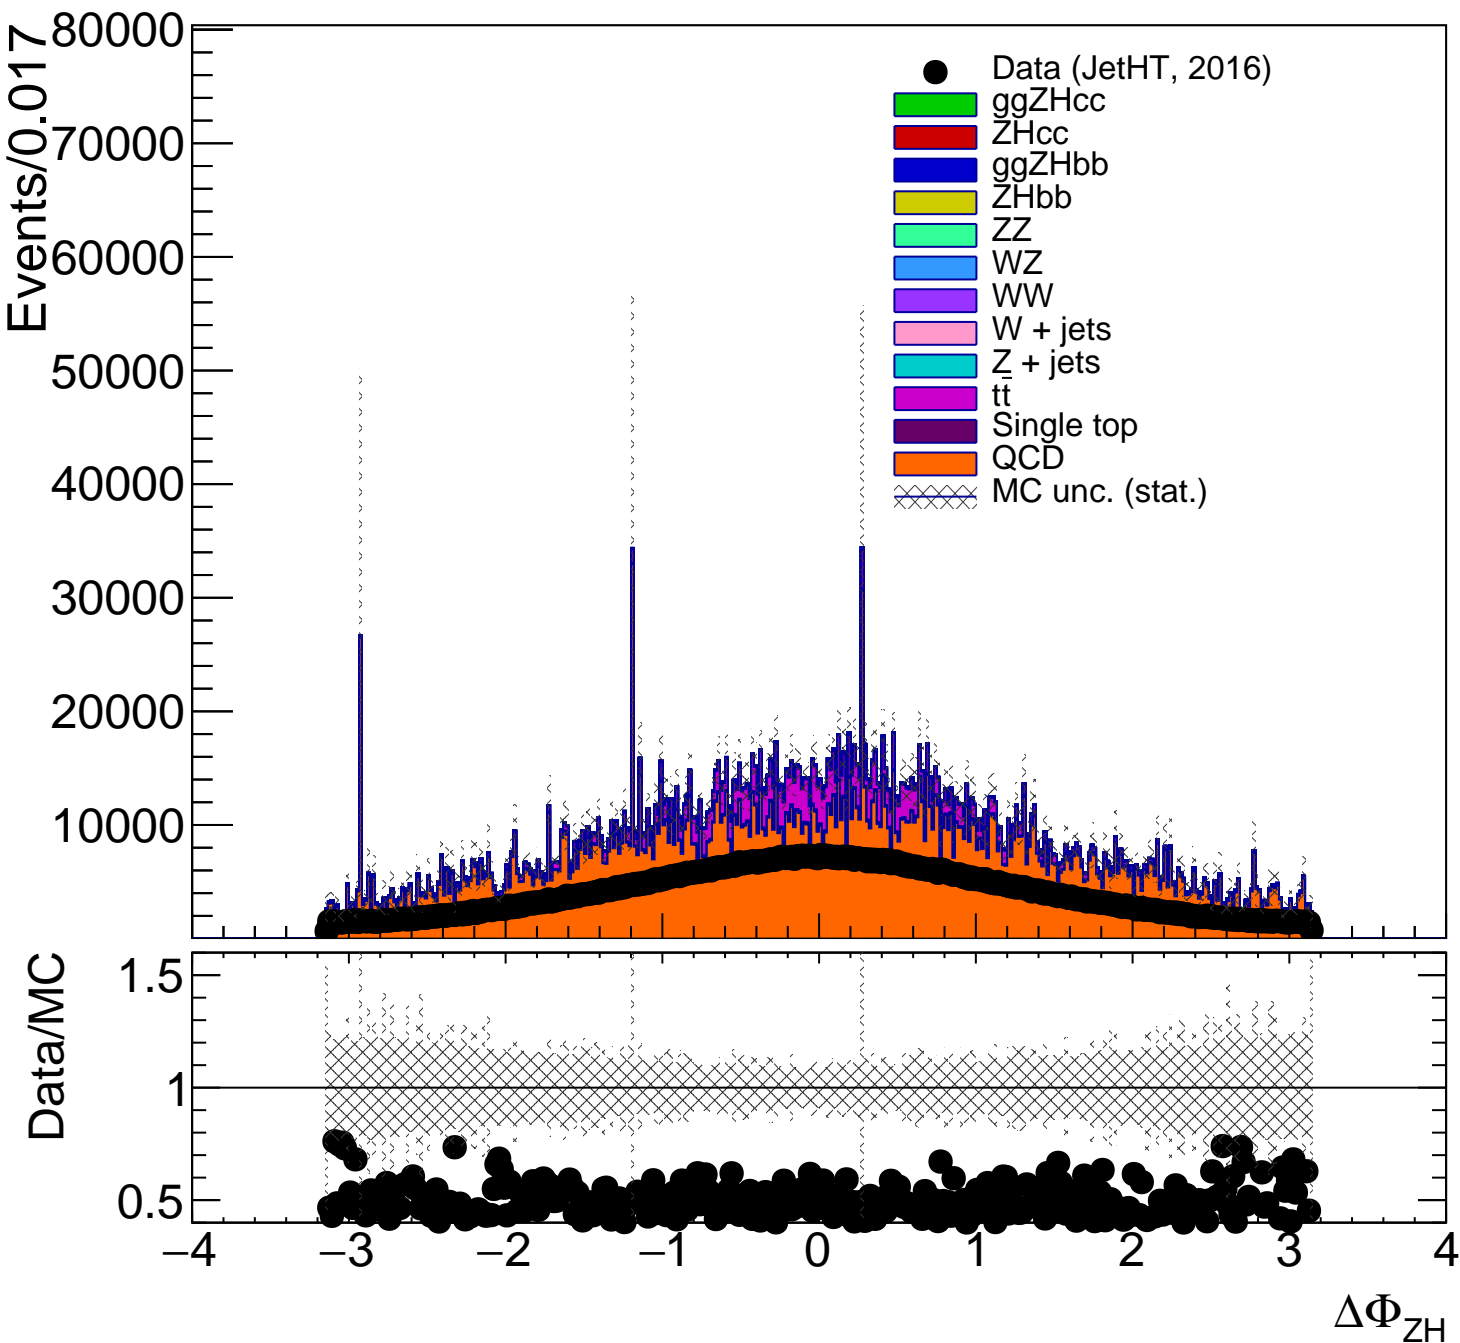 Events/0.017
80000
70000
60000
50000
40000
30000
20000
10000
Data (JetHT, 2016)
ggZHcc
ZHcc
ggZHbb
ZHbb
ZZ
WZ
WW
W + jets
Z + jets
tt̄
Single top
QCD
MC unc. (stat.)
Data/MC
1.5
1
0.5
−4 −3 −2 −1 0 1 2 3 4
ΔΦ_ZH